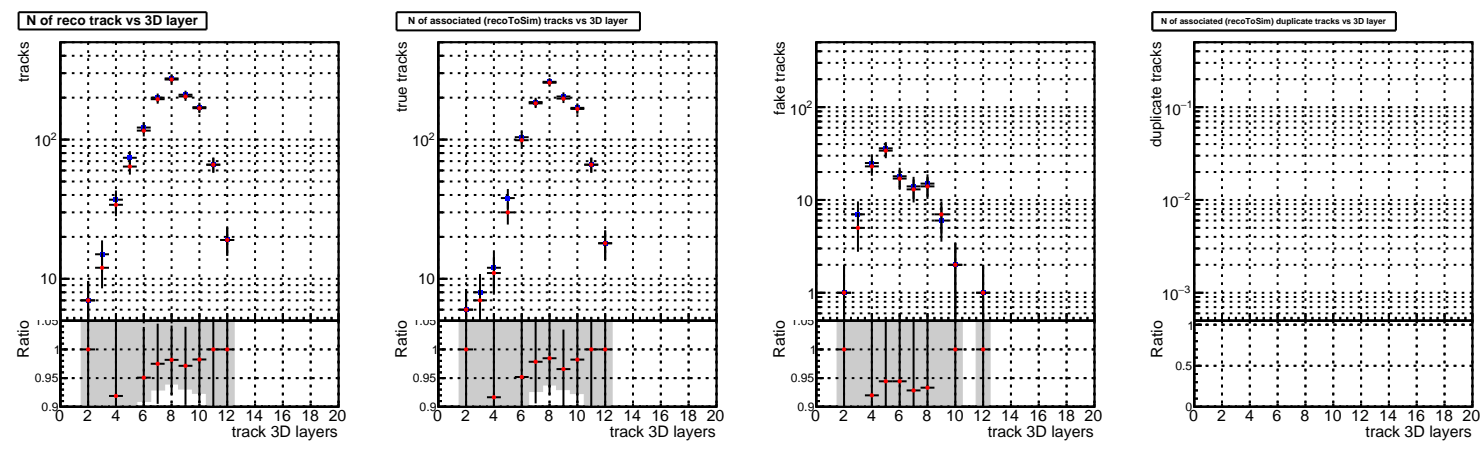 N of reco track vs 3D layer
tracks
10²
10
Ratio
1.05
1
0.95
0.9
0 2 4 6 8 10 12 14 16 18 20
track 3D layers
N of associated (recoToSim) tracks vs 3D layer
true tracks
10²
10
Ratio
1.05
1
0.95
0.9
0 2 4 6 8 10 12 14 16 18 20
track 3D layers
fake tracks
10²
10
1
Ratio
1.05
1
0.95
0.9
0 2 4 6 8 10 12 14 16 18 20
track 3D layers
N of associated (recoToSim) duplicate tracks vs 3D layer
duplicate tracks
10⁻¹
10⁻²
10⁻³
Ratio
1
0.5
0
0 2 4 6 8 10 12 14 16 18 20
track 3D layers